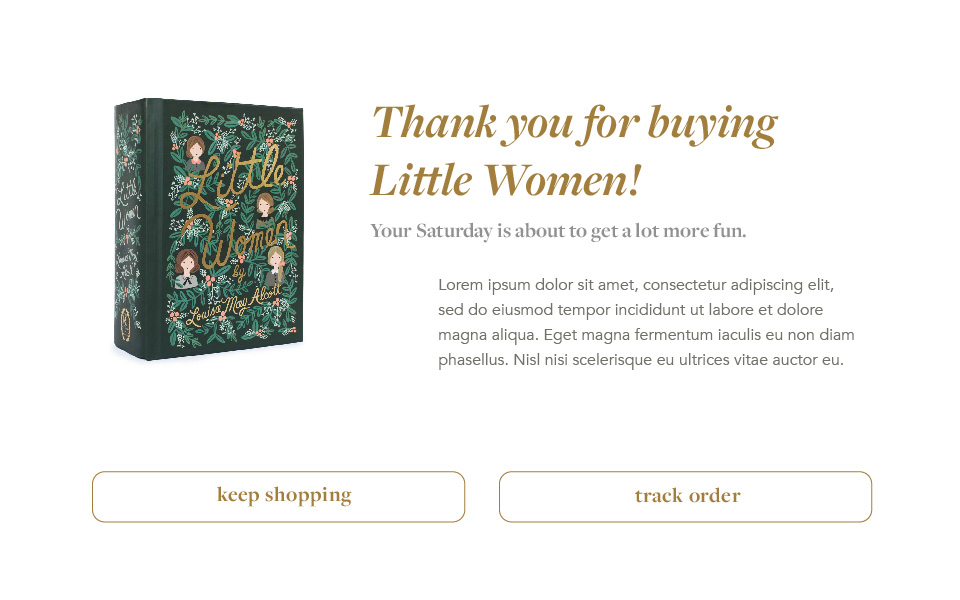 Little
Women
by
Louisa May Alcott
Little
Women
Thank you for buying
Little Women!
Your Saturday is about to get a lot more fun.
Lorem ipsum dolor sit amet, consectetur adipiscing elit,
sed do eiusmod tempor incididunt ut labore et dolore
magna aliqua. Eget magna fermentum iaculis eu non diam
phasellus. Nisl nisi scelerisque eu ultrices vitae auctor eu.
keep shopping
track order